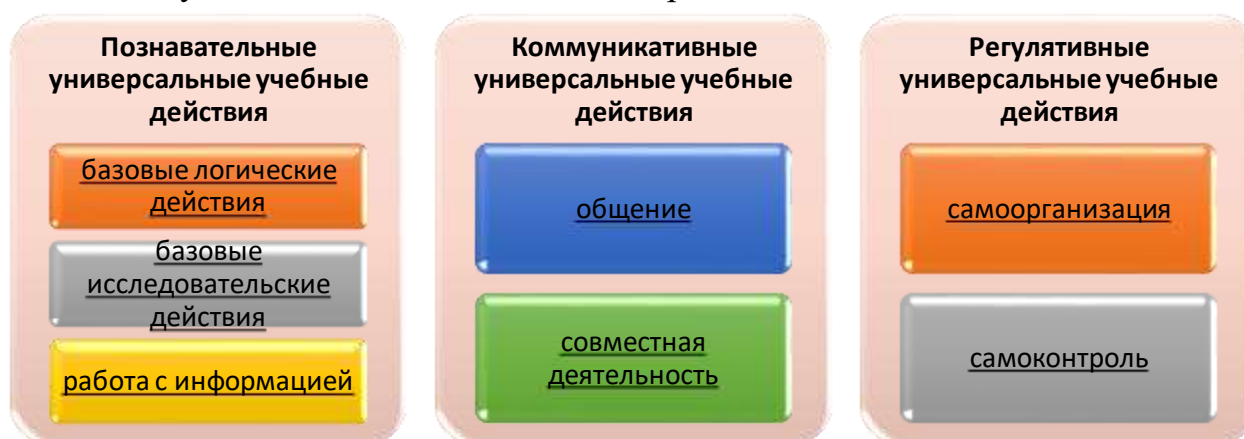 Познавательные
универсальные учебные
действия
базовые логические
действия
базовые
исследовательские
действия
работа с информацией
Коммуникативные
универсальные учебные
действия
общение
совместная
деятельность
Регулятивные
универсальные учебные
действия
самоорганизация
самоконтроль